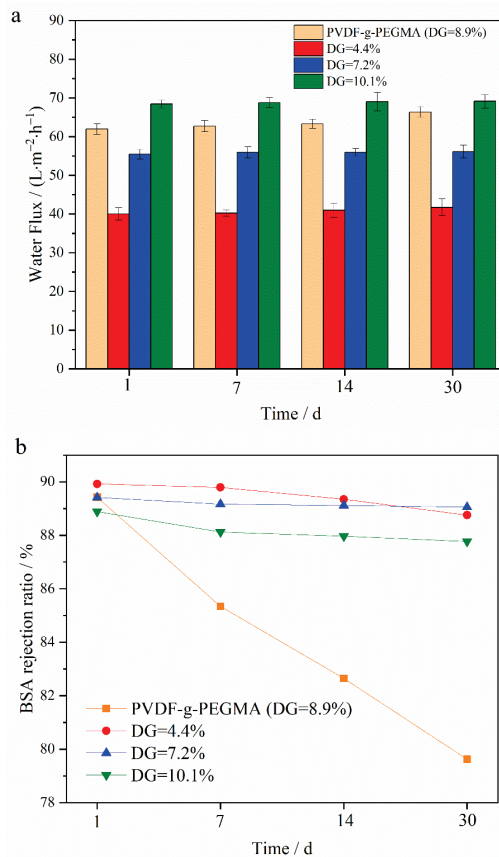 a
PVDF-g-PEGMA (DG=8.9%)
DG=4.4%
DG=7.2%
DG=10.1%
90
80
70
60
50
40
30
20
10
0
Water Flux / (L·m⁻²·h⁻¹)
1 7 14 30
Time / d
b
90
88
86
84
82
80
78
BSA rejection ratio / %
PVDF-g-PEGMA (DG=8.9%)
DG=4.4%
DG=7.2%
DG=10.1%
1 7 14 30
Time / d